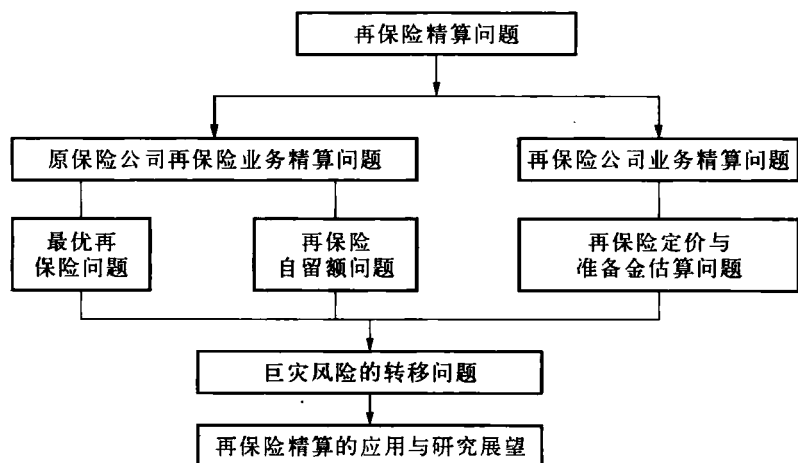 再保险精算问题
原保险公司再保险业务精算问题
再保险公司业务精算问题
最优再
保险问题
再保险
自留额问题
再保险定价与
准备金估算问题
巨灾风险的转移问题
再保险精算的应用与研究展望